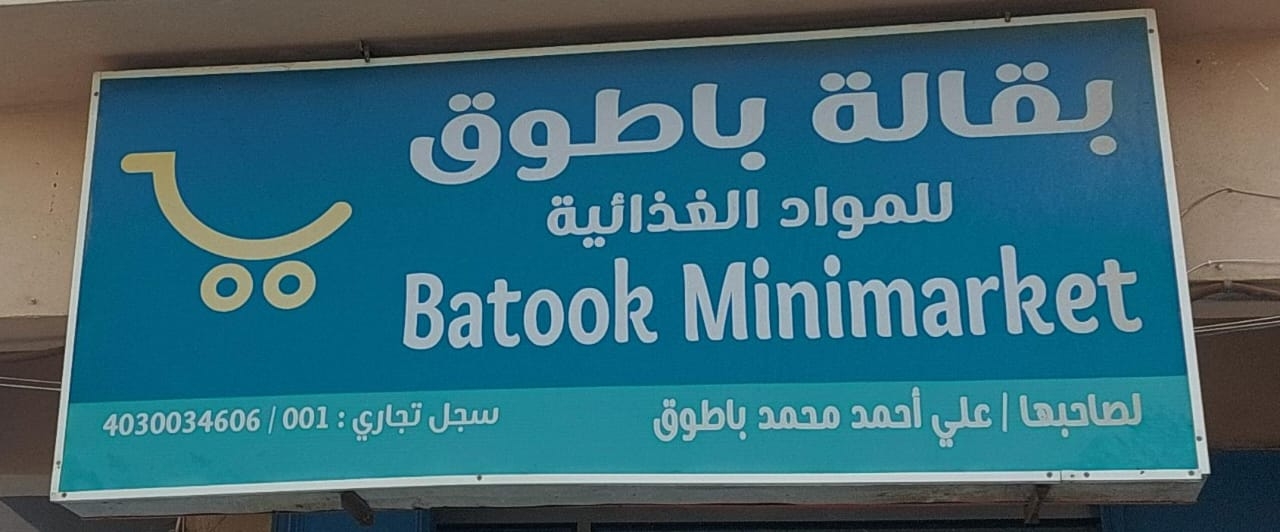 بقالة باطوق
للمواد الغذائية
Batook Minimarket
لصاحبها | علي أحمد محمد باطوق
سجل تجاري : 001 / 4030034606